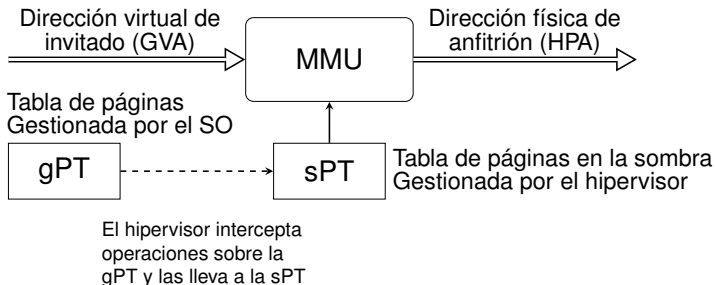 Dirección virtual de
invitado (GVA)
MMU
Dirección física de
anfitrión (HPA)
Tabla de páginas
Gestionada por el SO
gPT
sPT
Tabla de páginas en la sombra
Gestionada por el hipervisor
El hipervisor intercepta
operaciones sobre la
gPT y las lleva a la sPT